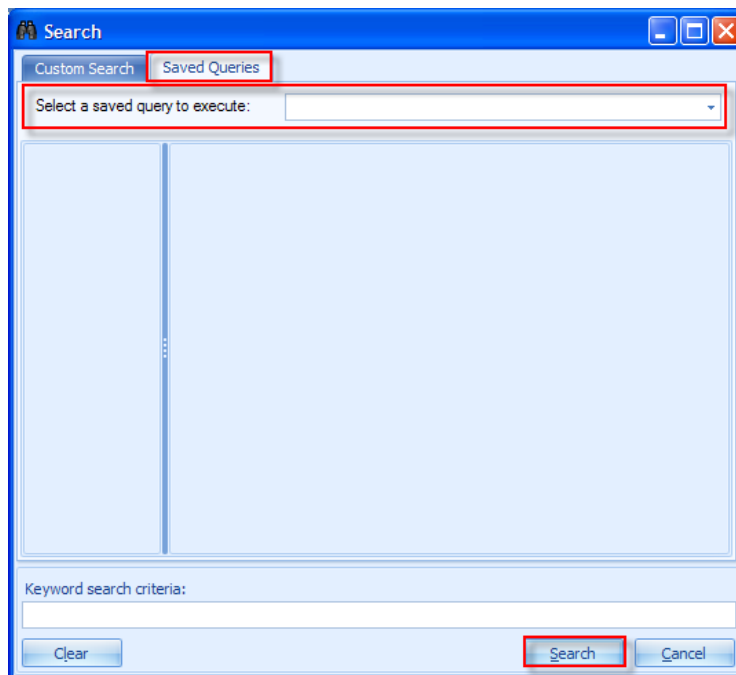 Search
Custom Search Saved Queries
Select a saved query to execute:
Keyword search criteria:
Clear Search Cancel